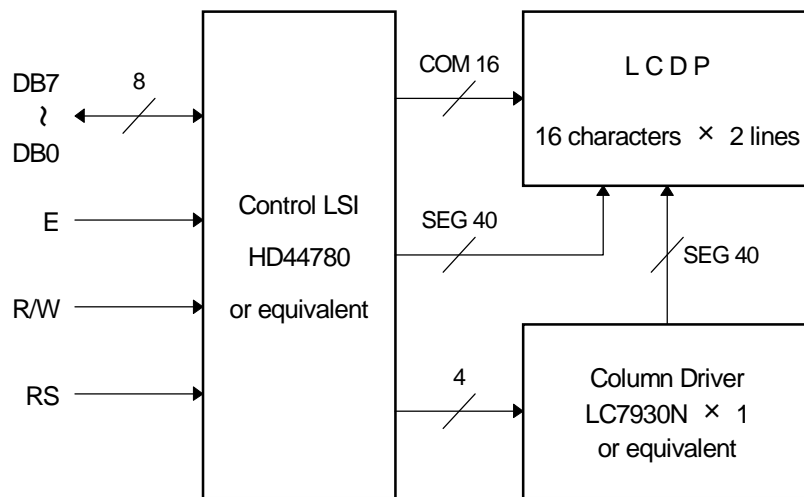 DB7
~
DB0
8
E
R/W
RS
Control LSI
HD44780
or equivalent
COM 16
SEG 40
4
L C D P
16 characters × 2 lines
SEG 40
Column Driver
LC7930N × 1
or equivalent